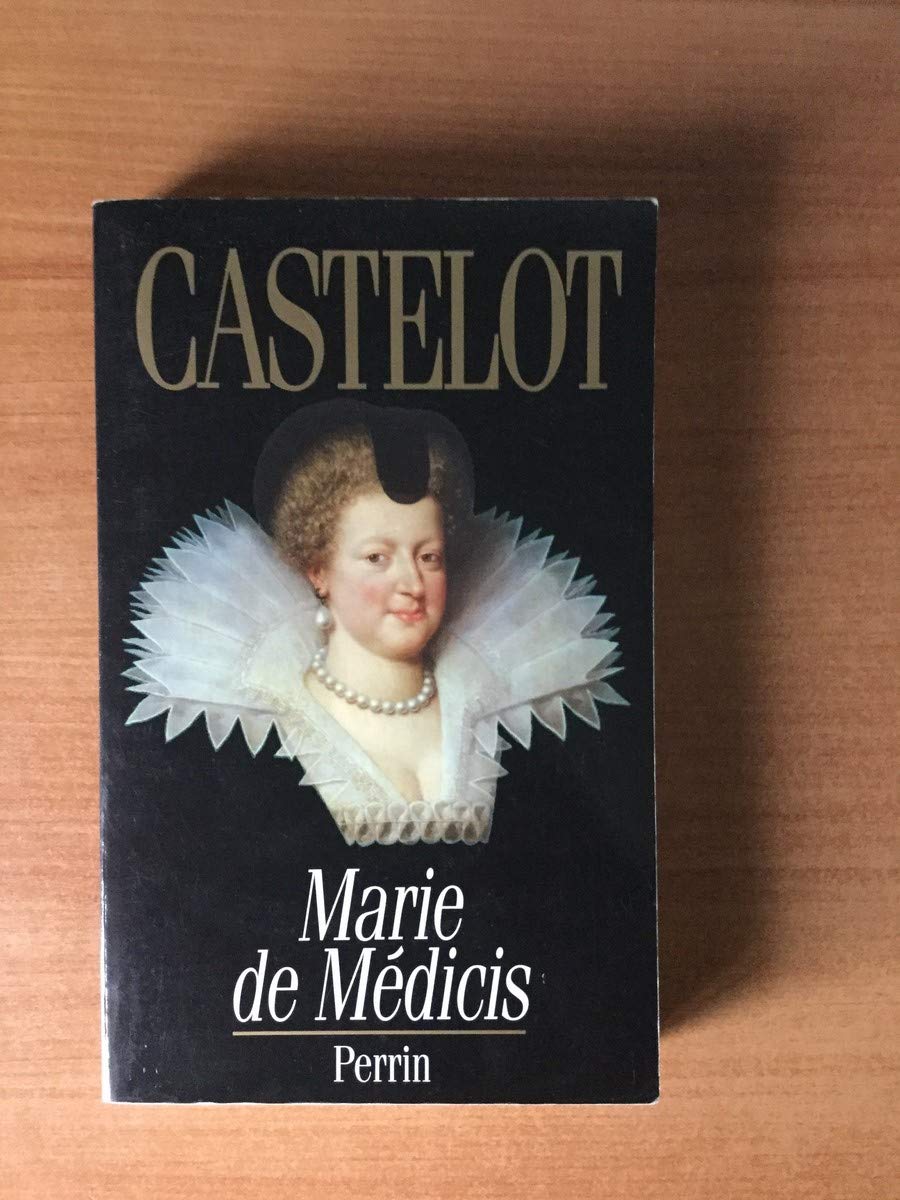 CASTELOT
Marie
de Médicis
Perrin